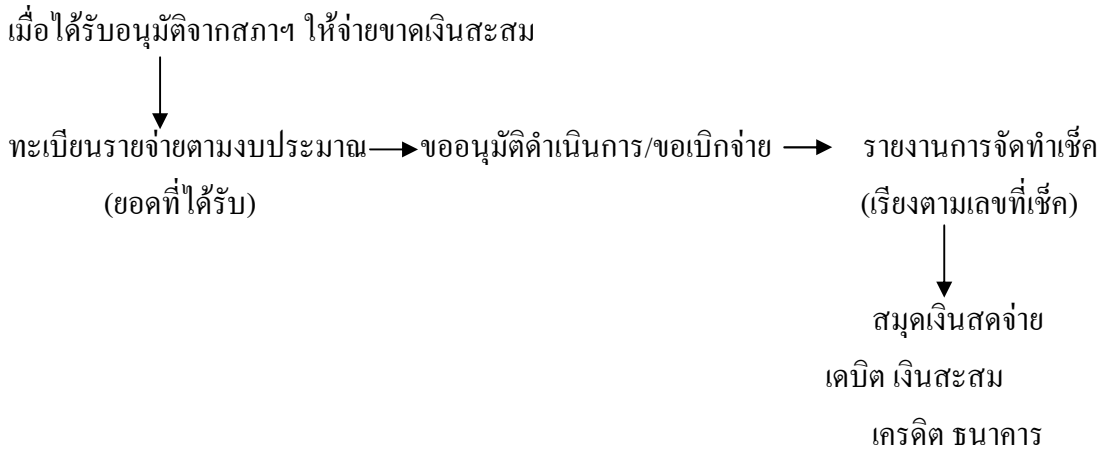 เมื่อได้รับอนุมัติจากสภาฯ ให้จ่ายขาดเงินสะสม
ทะเบียนรายจ่ายตามงบประมาณ ขออนุมัติดำเนินการ/ขอเบิกจ่าย รายงานการจัดทำเช็ค
(ยอดที่ได้รับ) (เรียงตามเลขที่เช็ค)
สมุดเงินสดจ่าย
เดบิต เงินสะสม
เครดิต ธนาคาร